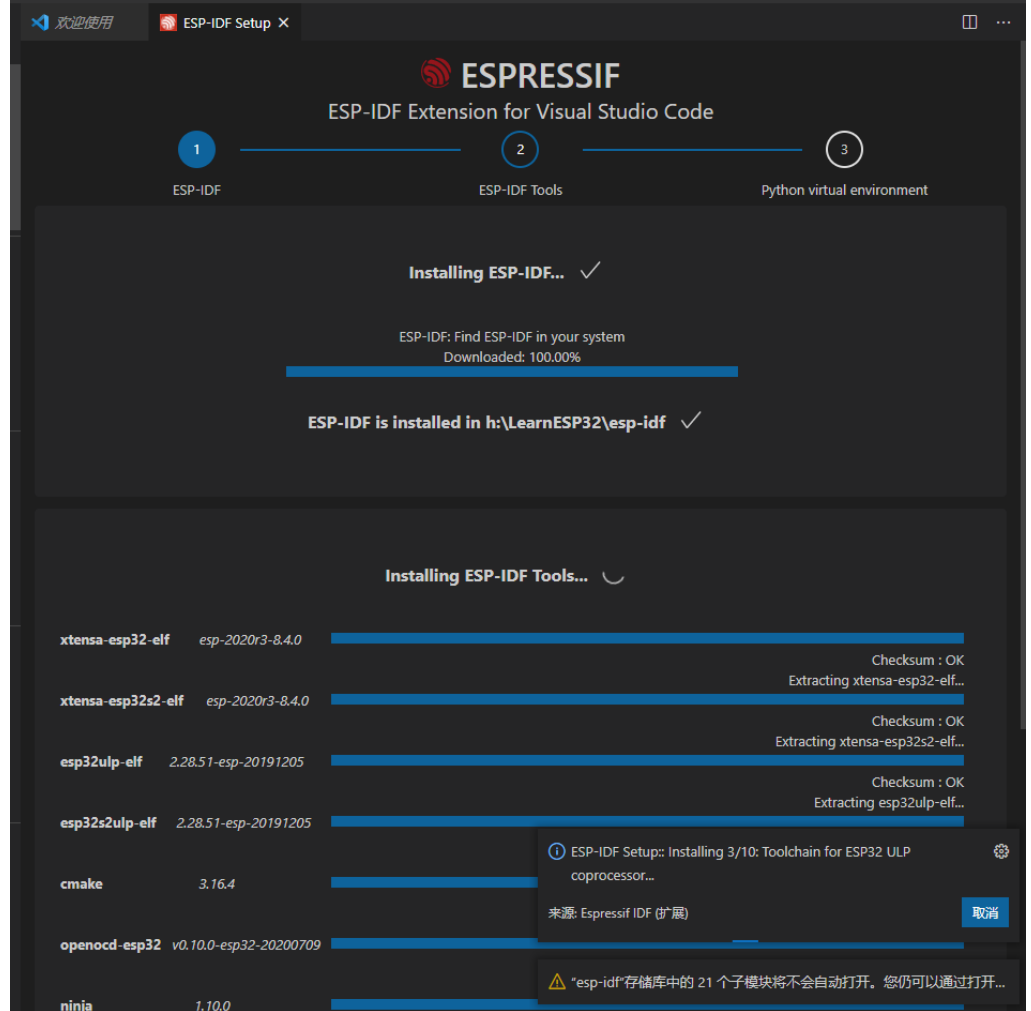 欢迎使用
ESP-IDF Setup
ESPRESSIF
ESP-IDF Extension for Visual Studio Code
1
2
3
ESP-IDF
ESP-IDF Tools
Python virtual environment
Installing ESP-IDF...
ESP-IDF: Find ESP-IDF in your system
Downloaded: 100.00%
ESP-IDF is installed in h:\LearnESP32\esp-idf
Installing ESP-IDF Tools...
xtensa-esp32-elf esp-2020r3-8.4.0
Checksum : OK
Extracting xtensa-esp32-elf...
xtensa-esp32s2-elf esp-2020r3-8.4.0
Checksum : OK
Extracting xtensa-esp32s2-elf...
esp32ulp-elf 2.28.51-esp-20191205
Checksum : OK
Extracting esp32ulp-elf...
esp32s2ulp-elf 2.28.51-esp-20191205
cmake 3.16.4
openocd-esp32 v0.10.0-esp32-20200709
ninja 1.10.0
ESP-IDF Setup:: Installing 3/10: Toolchain for ESP32 ULP
coprocessor...
来源: Espressif IDF (扩展)
取消
"esp-idf"存储库中的 21 个子模块将不会自动打开。您仍可以通过打开...